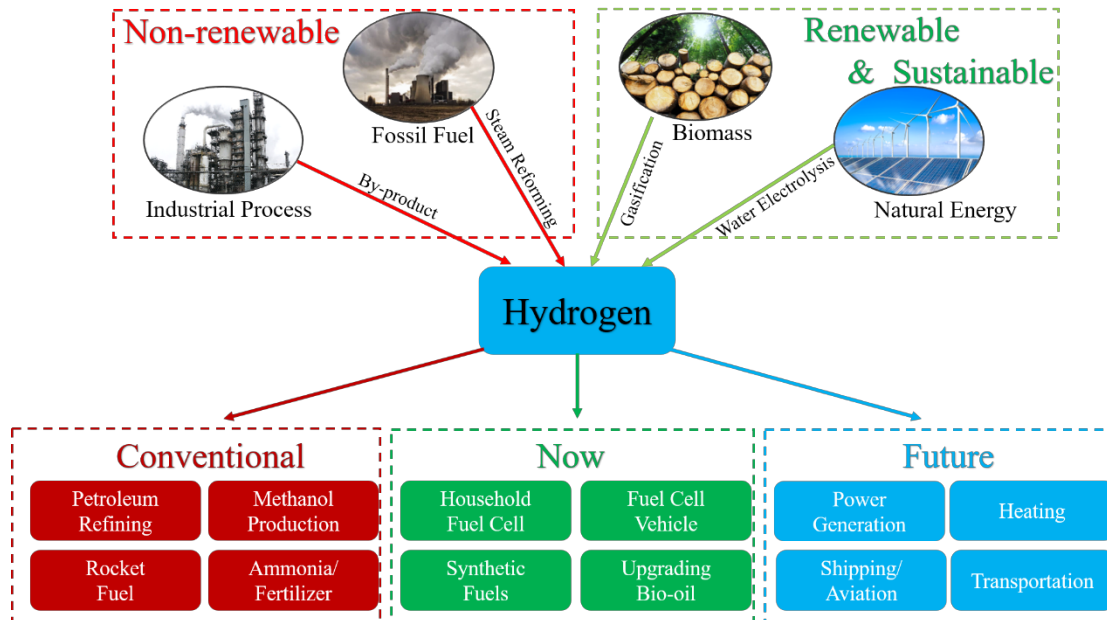 Non-renewable
Renewable
& Sustainable
Fossil Fuel
Industrial Process
Biomass
Natural Energy
By-product
Steam Reforming
Gasification
Water Electrolysis
Hydrogen
Conventional
Petroleum
Refining
Methanol
Production
Rocket
Fuel
Ammonia/
Fertilizer
Now
Household
Fuel Cell
Fuel Cell
Vehicle
Synthetic
Fuels
Upgrading
Bio-oil
Future
Power
Generation
Heating
Shipping/
Aviation
Transportation